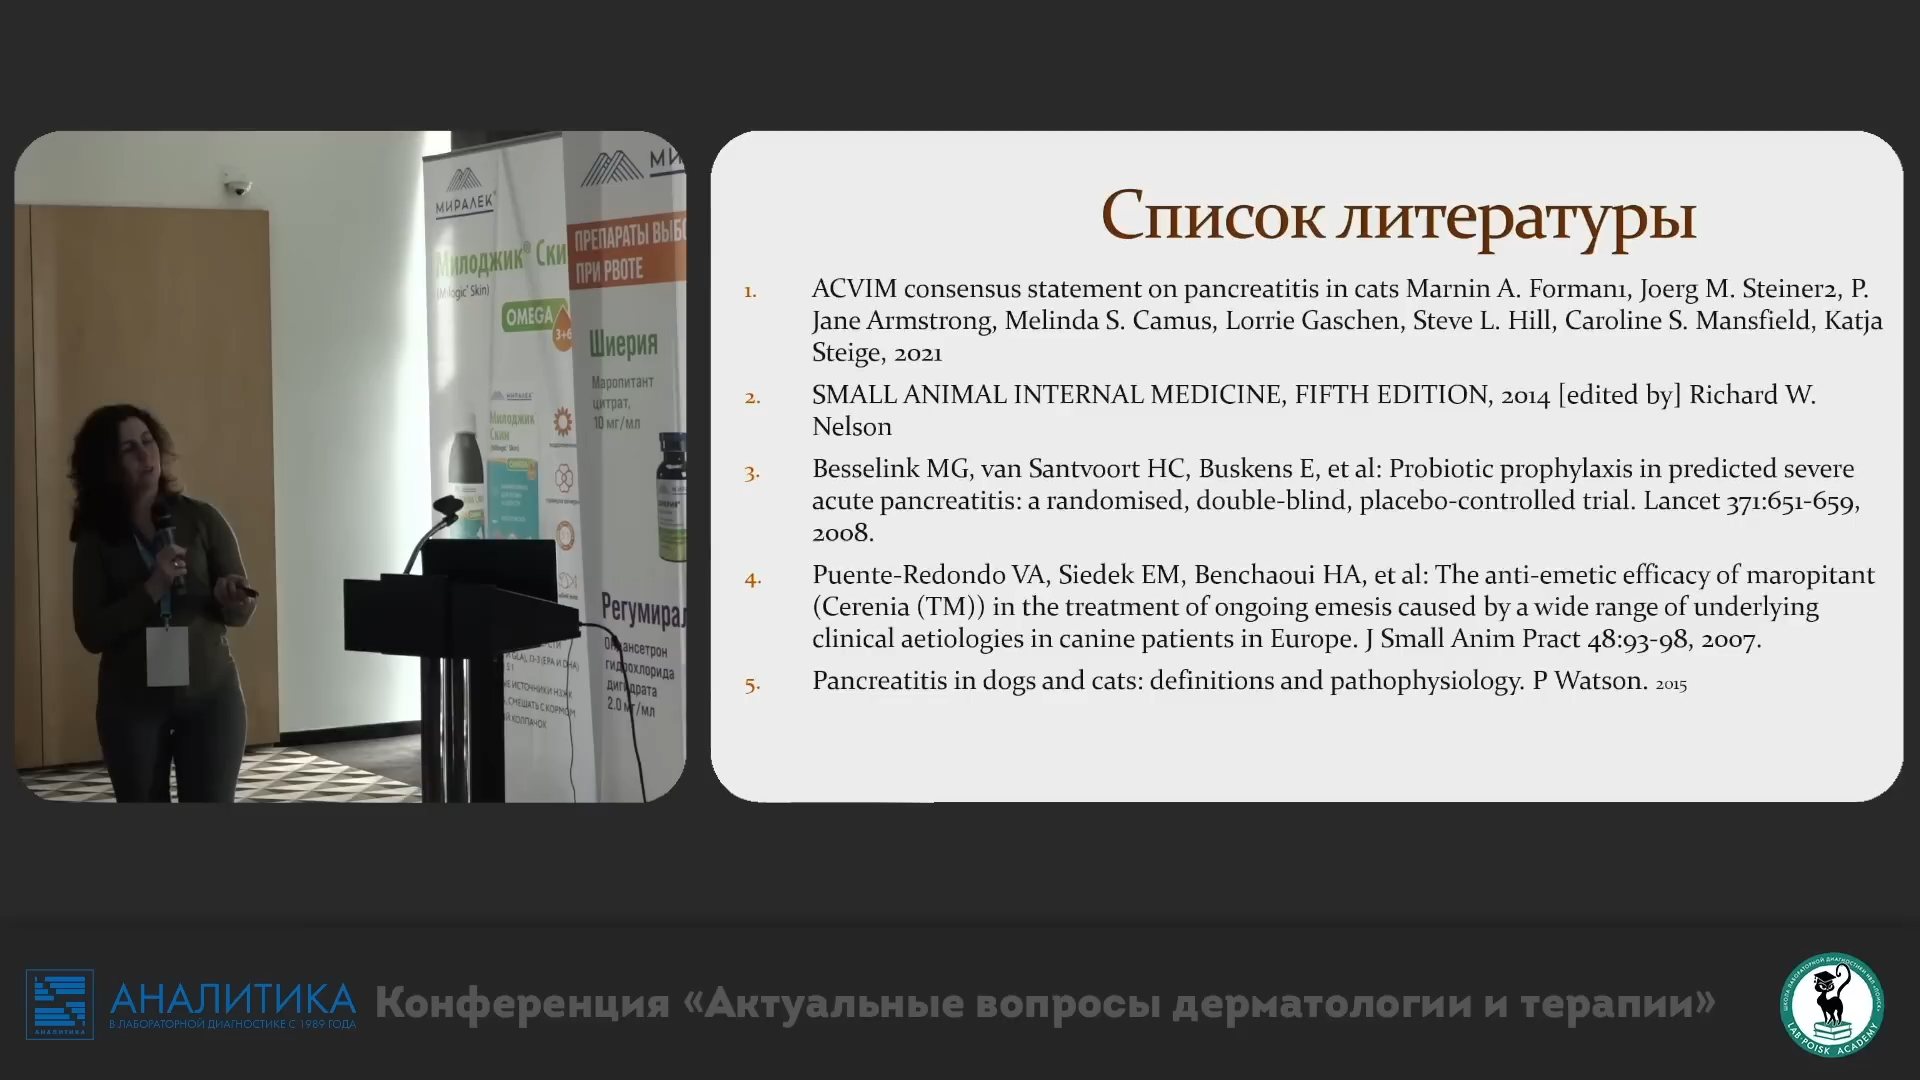 МИРАЛЕК
Милоджик® Ски
(Milogic® Skin)
OMEGA
3+6
Милоджик
Скин
ПРЕПАРАТЫ ВЫБО
ПРИ РВОТЕ
Шиерия
Маропитант
цитрат,
10 мг/мл
Регумирал
гидрохлорида
2.0 мг/мл
Список литературы
1. ACVIM consensus statement on pancreatitis in cats Marnin A. Forman1, Joerg M. Steiner2, P.
Jane Armstrong, Melinda S. Camus, Lorrie Gaschen, Steve L. Hill, Caroline S. Mansfield, Katja
Steige, 2021
2. SMALL ANIMAL INTERNAL MEDICINE, FIFTH EDITION, 2014 [edited by] Richard W.
Nelson
3. Besselink MG, van Santvoort HC, Buskens E, et al: Probiotic prophylaxis in predicted severe
acute pancreatitis: a randomised, double-blind, placebo-controlled trial. Lancet 371:651-659,
2008.
4. Puente-Redondo VA, Siedek EM, Benchaoui HA, et al: The anti-emetic efficacy of maropitant
(Cerenia (TM)) in the treatment of ongoing emesis caused by a wide range of underlying
clinical aetiologies in canine patients in Europe. J Small Anim Pract 48:93-98, 2007.
5. Pancreatitis in dogs and cats: definitions and pathophysiology. P Watson. 2015
АНАЛИТИКА
В ЛАБОРАТОРНОЙ ДИАГНОСТИКЕ С 1989 ГОДА
Конференция «Актуальные вопросы дерматологии и терапии»
LAB-POISK ACADEMY